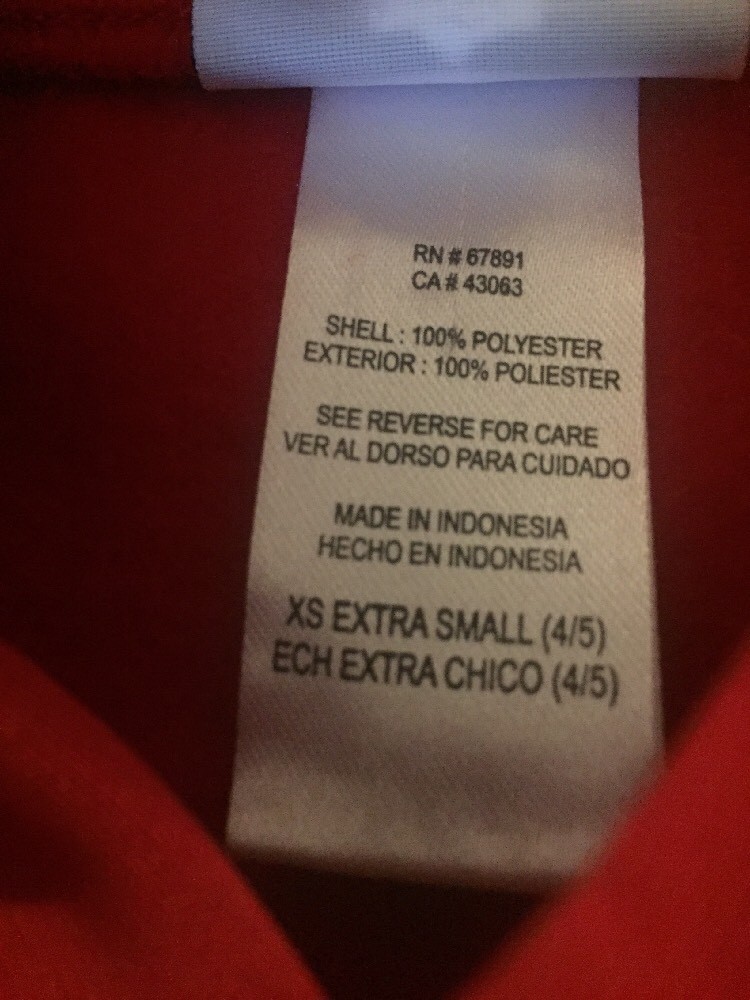 RN # 67891
CA # 43063
SHELL : 100% POLYESTER
EXTERIOR : 100% POLIESTER
SEE REVERSE FOR CARE
VER AL DORSO PARA CUIDADO
MADE IN INDONESIA
HECHO EN INDONESIA
XS EXTRA SMALL (4/5)
ECH EXTRA CHICO (4/5)